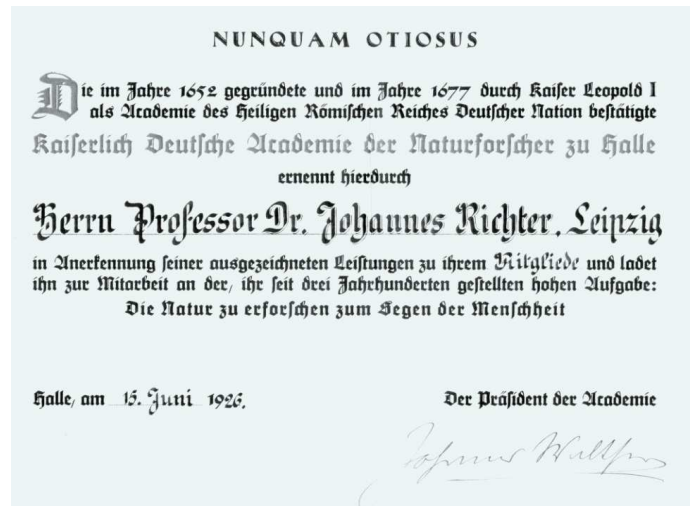 NUNQUAM OTIOSUS
Die im Jahre 1652 gegründete und im Jahre 1677 durch Kaiser Leopold I
als Academie des Heiligen Römischen Reiches Deutscher Nation bestätigte
Kaiserlich Deutsche Academie der Naturforscher zu Halle
ernennt hierdurch
Herrn Professor Dr. Johannes Richter, Leipzig
in Anerkennung seiner ausgezeichneten Leistungen zu ihrem Mitgliede und ladet
ihn zur Mitarbeit an der, ihr seit drei Jahrhunderten gestellten hohen Aufgabe:
Die Natur zu erforschen zum Segen der Menschheit
Halle, am 15. Juni 1926.
Der Präsident der Academie
Johannes Walther